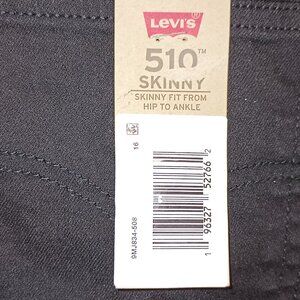 LEVI'S®
510™
SKINNY
SKINNY FIT FROM
HIP TO ANKLE
16
9MJ834-508
1 96327 52766 2